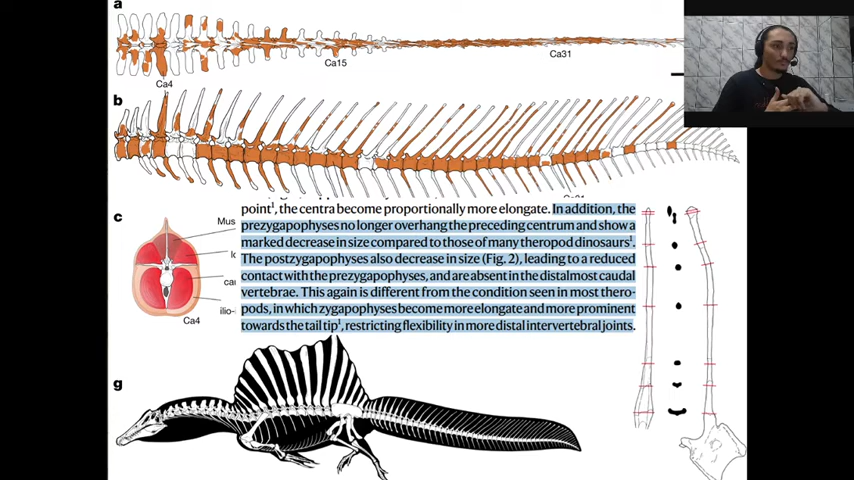 a
Ca15
Ca31
Ca4
b
point¹, the centra become proportionally more elongate. In addition, the
prezygapophyses no longer overhang the preceding centrum and show a
marked decrease in size compared to those of many theropod dinosaurs¹.
The postzygapophyses also decrease in size (Fig. 2), leading to a reduced
contact with the prezygapophyses, and are absent in the distalmost caudal
vertebrae. This again is different from the condition seen in most thero-
pods, in which zygapophyses become more elongate and more prominent
towards the tail tip¹, restricting flexibility in more distal intervertebral joints.
c
Mus
cau
ilio-
Ca4
g